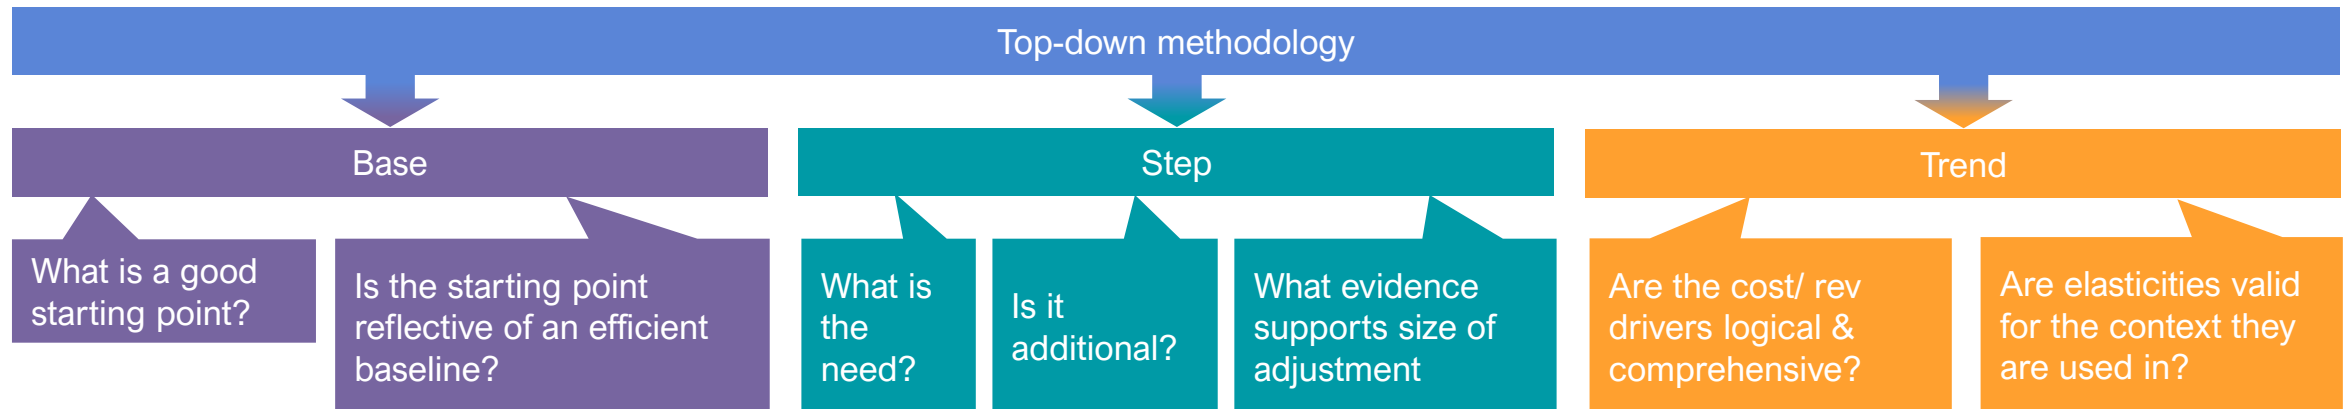 Top-down methodology
Base
Step
Trend
What is a good
starting point?
Is the starting point
reflective of an efficient
baseline?
What is
the
need?
Is it
additional?
What evidence
supports size of
adjustment
Are the cost/ rev
drivers logical &
comprehensive?
Are elasticities valid
for the context they
are used in?